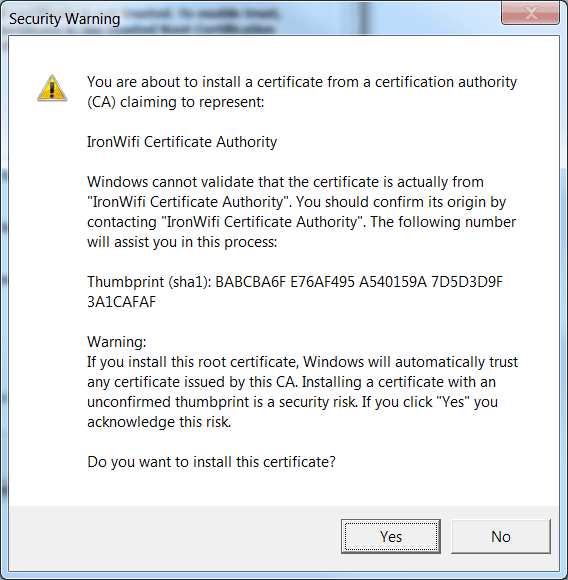 Security Warning
You are about to install a certificate from a certification authority
(CA) claiming to represent:
IronWifi Certificate Authority
Windows cannot validate that the certificate is actually from
"IronWifi Certificate Authority". You should confirm its origin by
contacting "IronWifi Certificate Authority". The following number
will assist you in this process:
Thumbprint (sha1): BABCBA6F E76AF495 A540159A 7D5D3D9F
3A1CAFAF
Warning:
If you install this root certificate, Windows will automatically trust
any certificate issued by this CA. Installing a certificate with an
unconfirmed thumbprint is a security risk. If you click "Yes" you
acknowledge this risk.
Do you want to install this certificate?
Yes
No